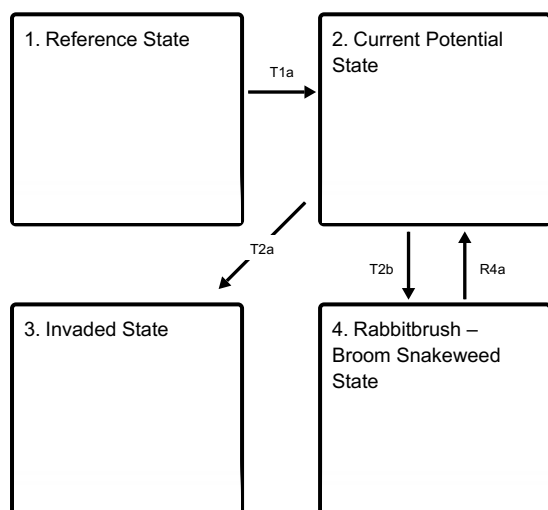 1. Reference State
2. Current Potential
State
T1a
T2a
T2b
R4a
3. Invaded State
4. Rabbitbrush –
Broom Snakeweed
State